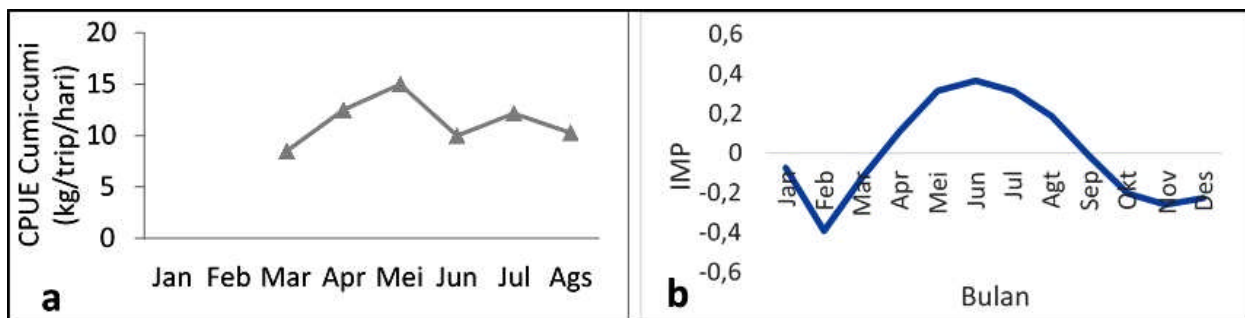 CPUE Cumi-cumi
(kg/trip/hari)
20
15
10
5
0
Jan Feb Mar Apr Mei Jun Jul Ags
a
IMP
0,6
0,4
0,2
0
-0,2
-0,4
-0,6
Jan
Feb
Mar
Apr
Mei
Jun
Jul
Agt
Sep
Okt
Nov
Des
Bulan
b